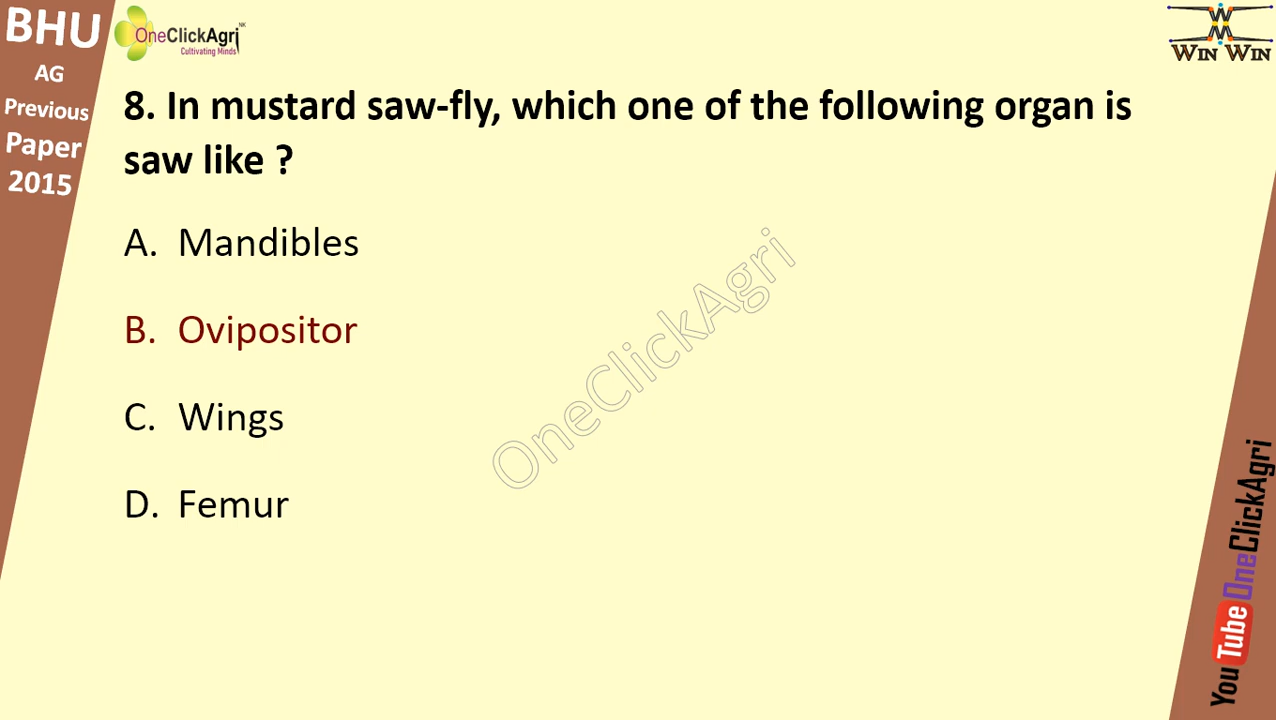 BHU
AG
Previous
Paper
2015
OneClickAgri NK
Cultivating Minds
WIN WIN
8. In mustard saw-fly, which one of the following organ is
saw like ?
A. Mandibles
B. Ovipositor
C. Wings
D. Femur
OneClickAgri
YouTube OneClickAgri